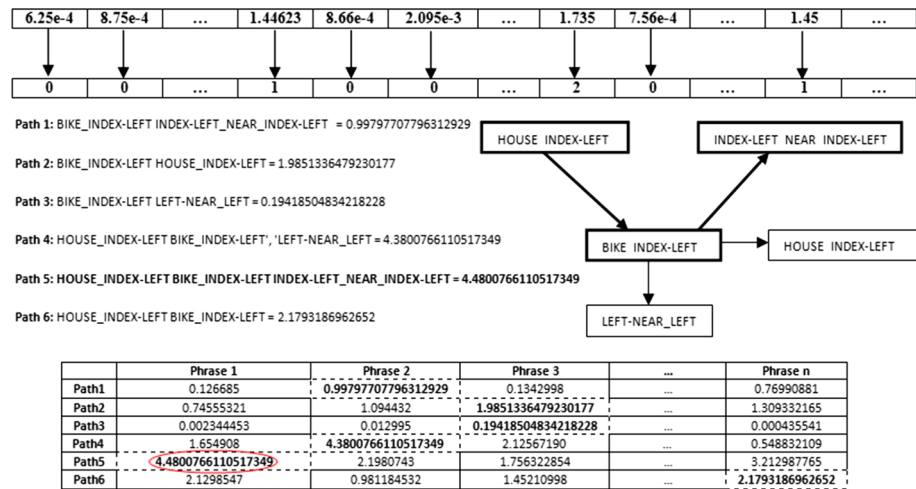 6.25e-4 8.75e-4 ... 1.44623 8.66e-4 2.095e-3 ... 1.735 7.56e-4 ... 1.45 ...
0 0 ... 1 0 0 ... 2 0 ... 1 ...
Path 1: BIKE_INDEX-LEFT INDEX-LEFT_NEAR_INDEX-LEFT = 0.99797707796312929
HOUSE INDEX-LEFT
INDEX-LEFT NEAR INDEX-LEFT
Path 2: BIKE_INDEX-LEFT HOUSE_INDEX-LEFT = 1.9851336479230177
Path 3: BIKE_INDEX-LEFT LEFT-NEAR_LEFT = 0.19418504834218228
Path 4: HOUSE_INDEX-LEFT BIKE_INDEX-LEFT', 'LEFT-NEAR_LEFT = 4.3800766110517349
BIKE INDEX-LEFT
HOUSE INDEX-LEFT
Path 5: HOUSE_INDEX-LEFT BIKE_INDEX-LEFT INDEX-LEFT_NEAR_INDEX-LEFT = 4.4800766110517349
Path 6: HOUSE_INDEX-LEFT BIKE_INDEX-LEFT = 2.1793186962652
LEFT-NEAR_LEFT
Phrase 1 Phrase 2 Phrase 3 ... Phrase n
Path1 0.126685 0.99797707796312929 0.1342998 ... 0.76990881
Path2 0.74555321 1.094432 1.9851336479230177 ... 1.309332165
Path3 0.002344453 0.012995 0.19418504834218228 ... 0.000435541
Path4 1.654908 4.3800766110517349 2.12567190 ... 0.548832109
Path5 4.4800766110517349 2.1980743 1.756322854 ... 3.212987765
Path6 2.1298547 0.981184532 1.45210998 ... 2.1793186962652